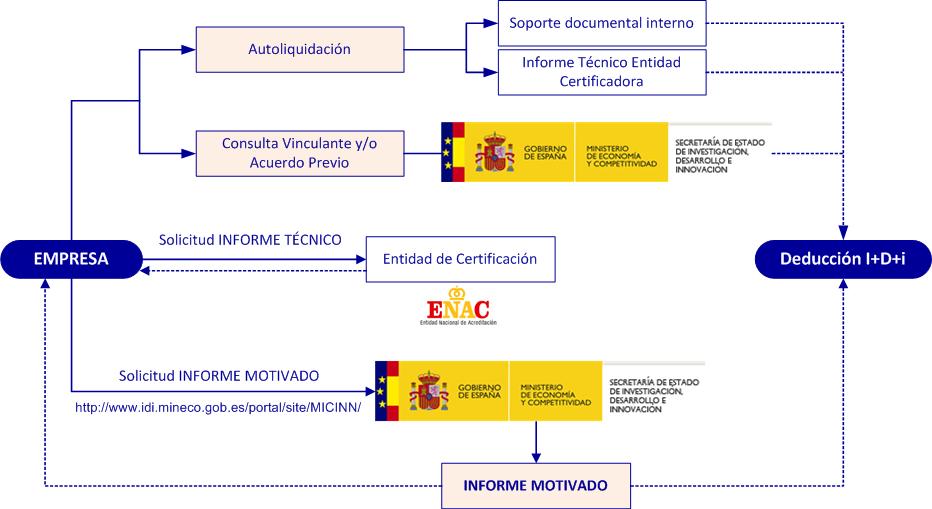 Soporte documental interno
Autoliquidación
Informe Técnico Entidad
Certificadora
Consulta Vinculante y/o
Acuerdo Previo
GOBIERNO
DE ESPAÑA
MINISTERIO
DE ECONOMÍA
Y COMPETITIVIDAD
SECRETARÍA DE ESTADO
DE INVESTIGACIÓN,
DESARROLLO E
INNOVACIÓN
Solicitud INFORME TÉCNICO
EMPRESA
Entidad de Certificación
Deducción I+D+i
ENAC
Entidad Nacional de Acreditación
Solicitud INFORME MOTIVADO
http://www.idi.mineco.gob.es/portal/site/MICINN/
GOBIERNO
DE ESPAÑA
MINISTERIO
DE ECONOMÍA
Y COMPETITIVIDAD
SECRETARÍA DE ESTADO
DE INVESTIGACIÓN,
DESARROLLO E
INNOVACIÓN
INFORME MOTIVADO